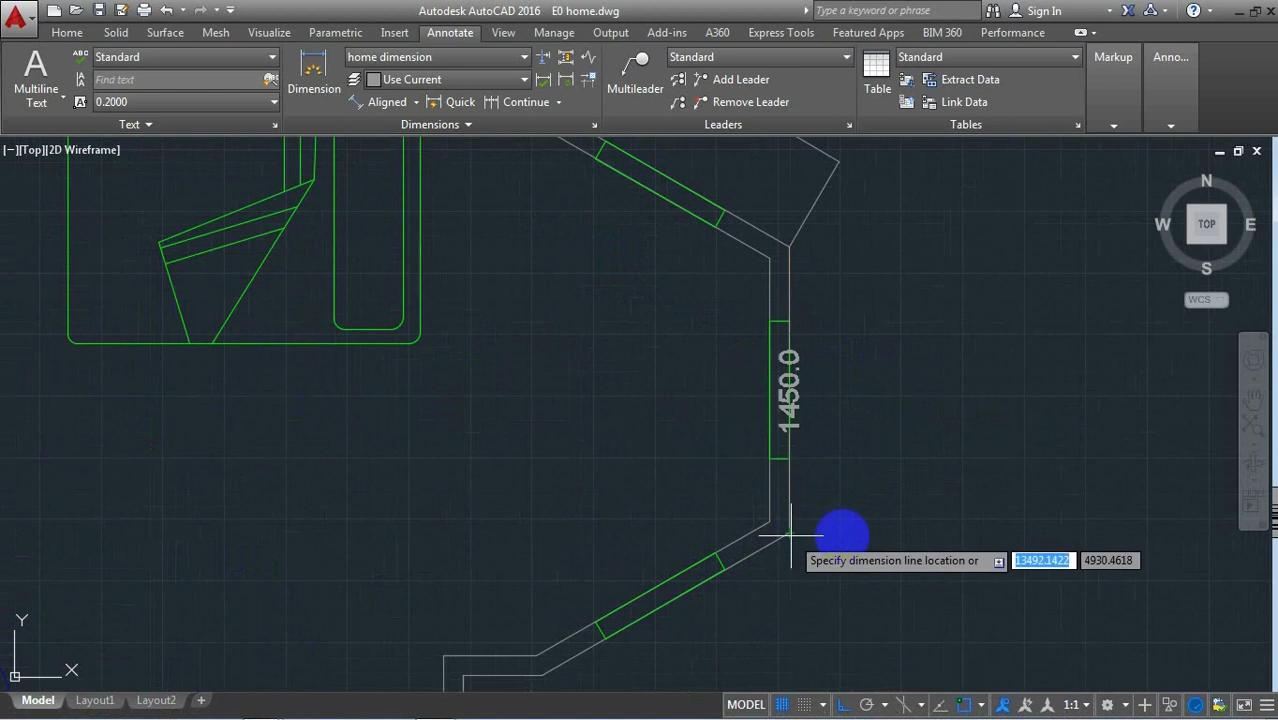 Autodesk AutoCAD 2016 E0 home.dwg
Type a keyword or phrase
Sign In
Home Solid Surface Mesh Visualize Parametric Insert Annotate View Manage Output Add-ins A360 Express Tools Featured Apps BIM 360 Performance
Multiline
Text
ABC
Standard
Find text
0.2000
Text
Dimension
home dimension
Use Current
Aligned
Quick
Continue
Dimensions
Multileader
Standard
Add Leader
Remove Leader
Leaders
Table
Standard
Extract Data
Link Data
Tables
Markup
Anno...
[−][Top][2D Wireframe]
N
W TOP E
S
WCS
1450.0
Specify dimension line location or 13492.1422 4930.4618
Y
X
Model Layout1 Layout2 +
MODEL
1:1